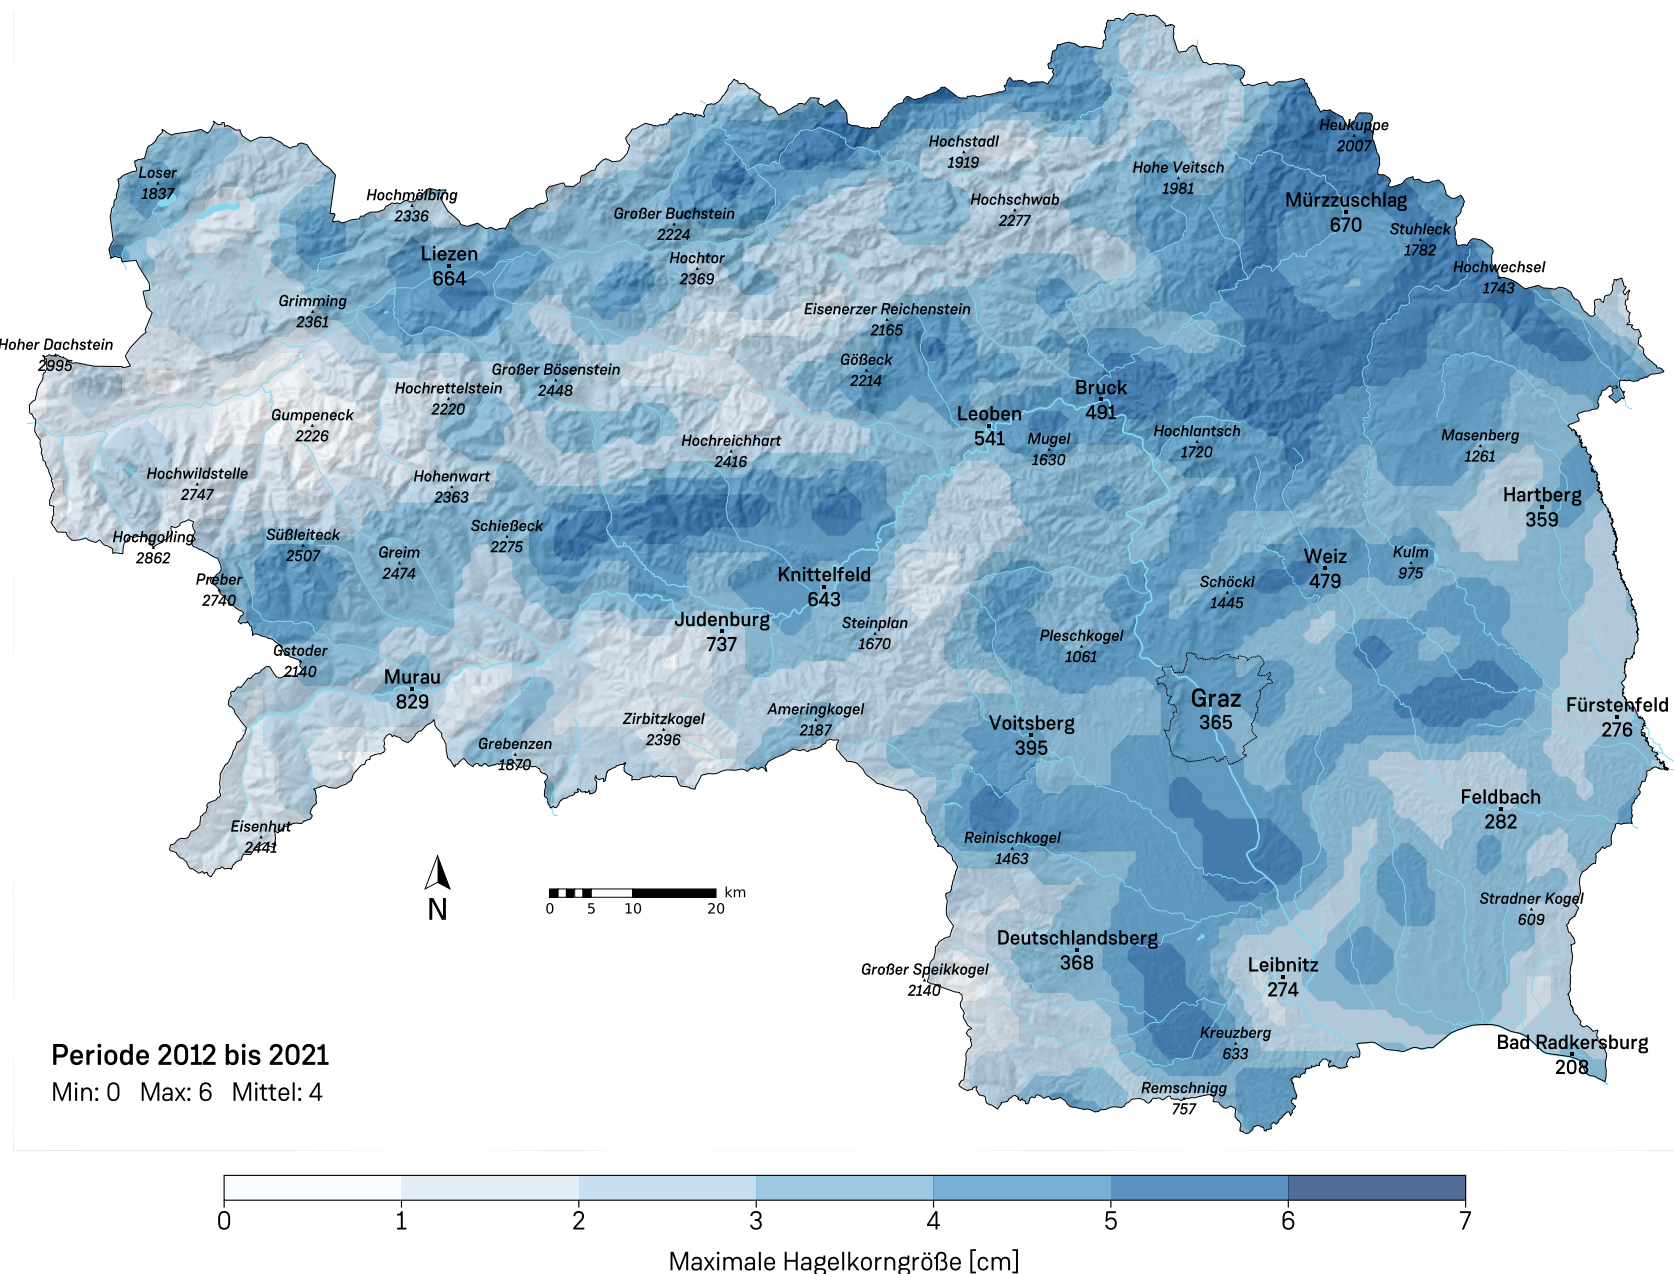 Heukuppe
2007
Hochstadl
1919
Hohe Veitsch
1981
Loser
1837
Hochmölbing
2336
Großer Buchstein
2224
Hochschwab
2277
Mürzzuschlag
670
Stuhleck
1782
Liezen
664
Hochtor
2369
Hochwechsel
1743
Grimming
2361
Eisenerzer Reichenstein
2165
Hoher Dachstein
2995
Großer Bösenstein
2448
Gößeck
2214
Hochrettelstein
2220
Bruck
491
Gumpeneck
2226
Leoben
541
Mugel
1630
Hochlantsch
1720
Masenberg
1261
Hochreichhart
2416
Hochwildstelle
2747
Hohenwart
2363
Hartberg
359
Hochgolling
2862
Süßleiteck
2507
Greim
2474
Schießeck
2275
Weiz
479
Kulm
975
Preber
2740
Knittelfeld
643
Schöckl
1445
Judenburg
737
Steinplan
1670
Pleschkogel
1061
Gstoder
2140
Murau
829
Graz
365
Fürstenfeld
276
Zirbitzkogel
2396
Ameringkogel
2187
Voitsberg
395
Grebenzen
1870
Feldbach
282
Eisenhut
2441
Reinischkogel
1463
N
0 5 10 20 km
Stradner Kogel
609
Deutschlandsberg
368
Großer Speikkogel
2140
Leibnitz
274
Kreuzberg
633
Bad Radkersburg
208
Remschnigg
757
Periode 2012 bis 2021
Min: 0 Max: 6 Mittel: 4
0 1 2 3 4 5 6 7
Maximale Hagelkorngröße [cm]